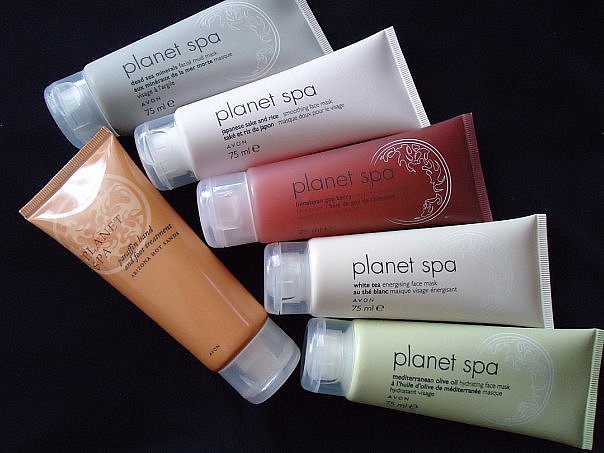 planet spa
dead sea minerals facial mud mask
aux minéraux de la mer morte masque
visage à l'argile
AVON
75 ml e
planet spa
japanese sake and rice smoothing face mask
saké et riz du japon masque doux pour le visage
AVON
75 ml e
planet spa
himalayan goji berry
baie de goji de l'himalaya
75 ml e
planet spa
white tea energising face mask
au thé blanc masque visage énergisant
AVON
75 ml e
planet spa
mediterranean olive oil hydrating face mask
à l'huile d'olive de méditerranée masque
hydratant visage
AVON
75 ml e
PLANET
SPA
paraffin hand
and foot treatment
ARIZONA HOT SANDS
AVON